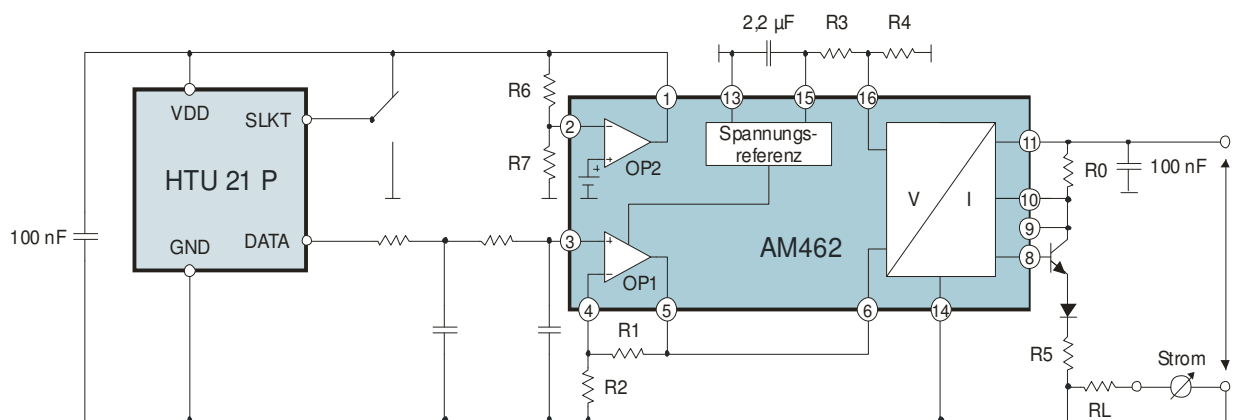 2,2 µF
R3
R4
VDD
SLKT
HTU 21 P
GND
DATA
100 nF
R6
R7
1
2
3
4
5
6
8
9
10
11
13
14
15
16
OP2
OP1
Spannungs-
referenz
AM462
V
I
R0
100 nF
R1
R2
R5
RL
Strom